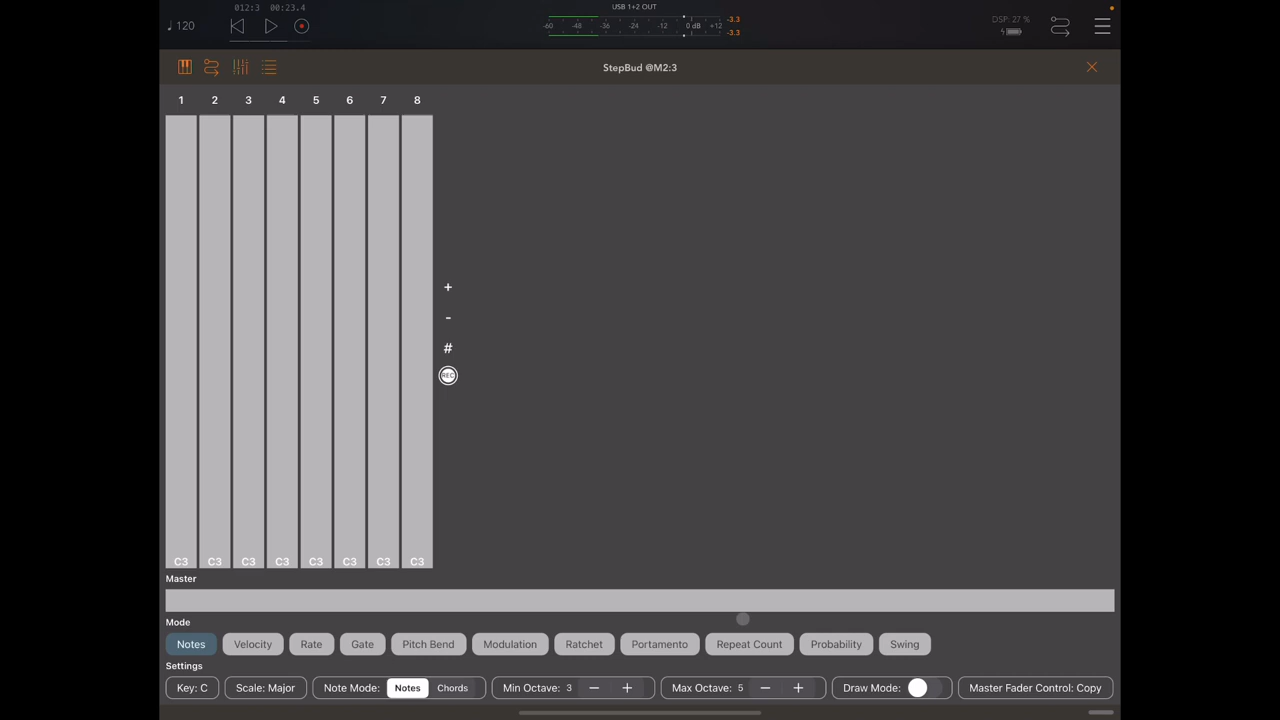 USB 1+2 OUT
012:3 00:23.4
120
-60 -48 -36 -24 -12 0 dB +12
-3.3
-3.3
DSP: 27 %
StepBud @M2:3
1 2 3 4 5 6 7 8
+
-
#
REC
C3 C3 C3 C3 C3 C3 C3 C3
Master
Mode
Notes Velocity Rate Gate Pitch Bend Modulation Ratchet Portamento Repeat Count Probability Swing
Settings
Key: C Scale: Major Note Mode: Notes Chords Min Octave: 3 − + Max Octave: 5 − + Draw Mode: Master Fader Control: Copy